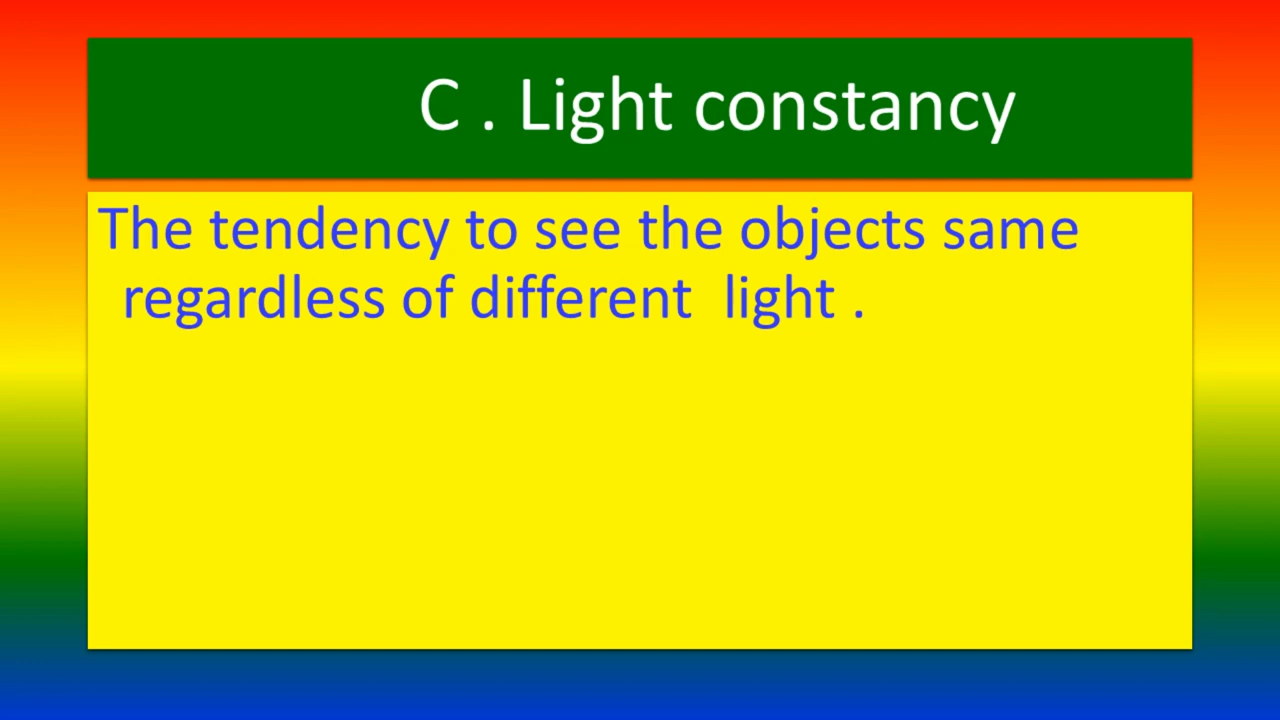 C . Light constancy
The tendency to see the objects same
regardless of different  light .